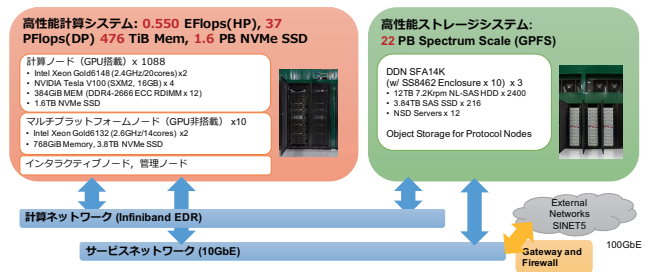 高性能計算システム: 0.550 EFlops(HP), 37
PFlops(DP) 476 TiB Mem, 1.6 PB NVMe SSD
計算ノード（GPU搭載）x 1088
• Intel Xeon Gold6148 (2.4GHz/20cores) x2
• NVIDIA Tesla V100 (SXM2, 16GB) x 4
• 384GiB MEM (DDR4-2666 ECC RDIMM x 12)
• 1.6TB NVMe SSD
マルチプラットフォームノード（GPU非搭載） x10
• Intel Xeon Gold6132 (2.6GHz/14cores) x2
• 768GiB Memory, 3.8TB NVMe SSD
インタラクティブノード，管理ノード
高性能ストレージシステム:
22 PB Spectrum Scale (GPFS)
DDN SFA14K
(w/ SS8462 Enclosure x 10) x 3
• 12TB 7.2Krpm NL-SAS HDD x 2400
• 3.84TB SAS SSD x 216
• NSD Servers x 12
Object Storage for Protocol Nodes
計算ネットワーク (Infiniband EDR)
サービスネットワーク (10GbE)
External
Networks
SINET5
100GbE
Gateway and
Firewall